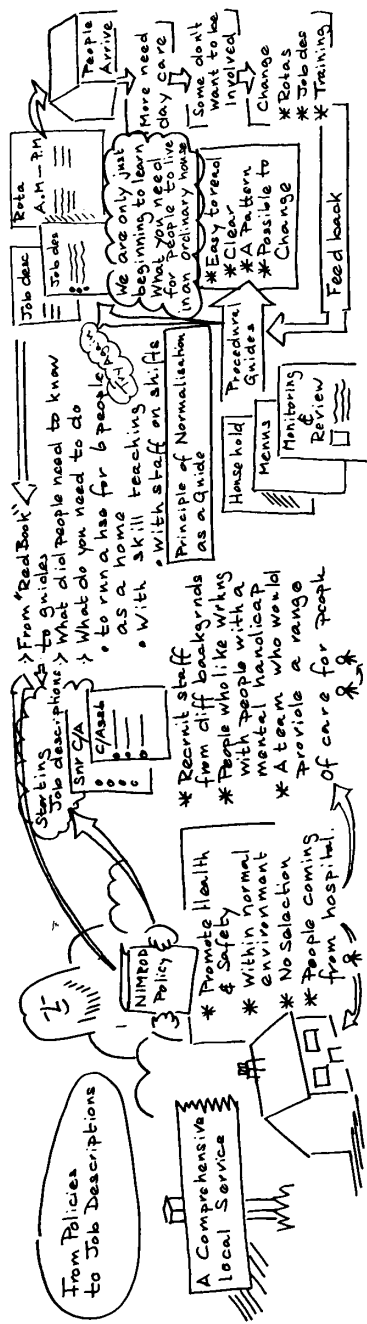 From Policies
to Job Descriptions
A Comprehensive
Local Service
NIMROD
Policy
* Promote Health
& Safety
* Within normal
environment
* No Selection
* People coming
from hospital.
Starting
Job descriptions
Snr C/A
C/Asst
* Recruit staff
from diff backgrnds
* People who like wrkng
with people with a
mental handicap
* A team who would
provide a range
of care for people
> From "Red Book"
to guides
> What did people need to know
> What do you need to do
• to run a hse for 6 people
as a home
• With skill teaching
• With staff on shifts
Principle of Normalisation
as a Guide
Household
Menus
Monitoring
&
Review
Procedural
Guides
* Easy to read
* Clear
* A Pattern
* Possible to
Change
Job desc
Job des
Rota
A.M - P.M
We are only just
beginning to learn
What you need
for people to live
in an ordinary house
People
Arrive
More need
day care
Some don't
want to be
Involved
Change
* Rotas
* Job des
* Training
Feedback